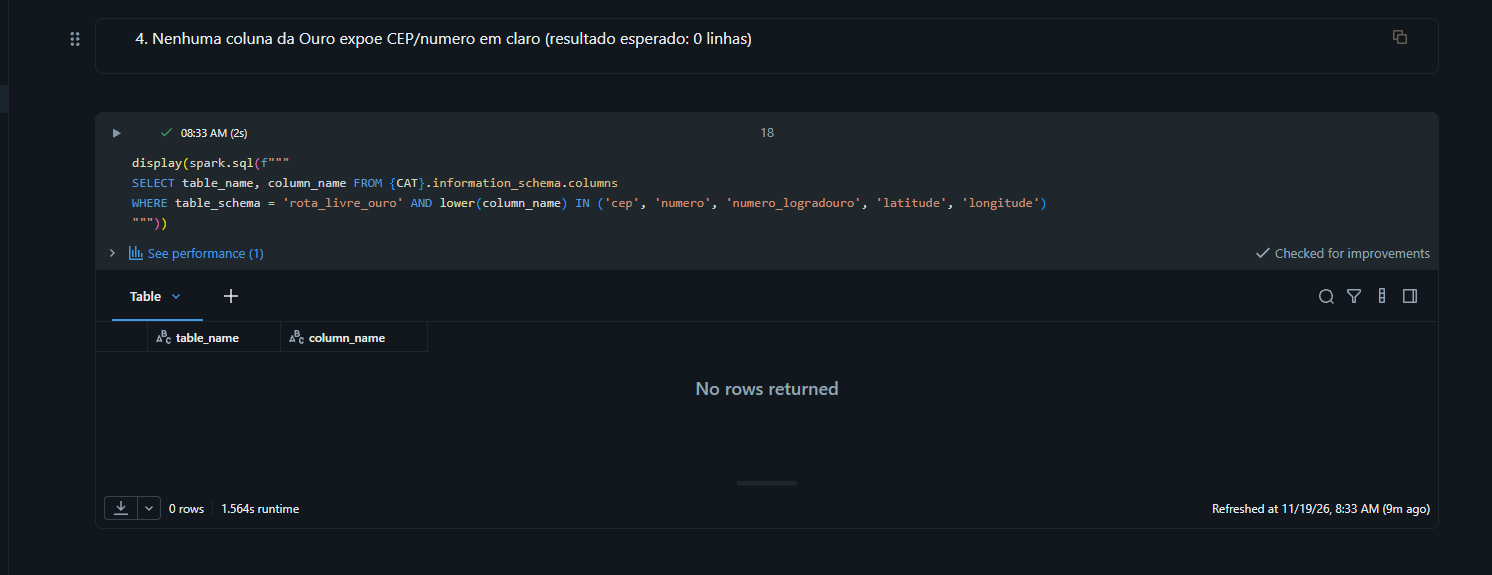 4. Nenhuma coluna da Ouro expoe CEP/numero em claro (resultado esperado: 0 linhas)
08:33 AM (2s)
18
display(spark.sql(f"""
SELECT table_name, column_name FROM {CAT}.information_schema.columns
WHERE table_schema = 'rota_livre_ouro' AND lower(column_name) IN ('cep', 'numero', 'numero_logradouro', 'latitude', 'longitude')
"""))
See performance (1)
Checked for improvements
Table
table_name
column_name
No rows returned
0 rows
1.564s runtime
Refreshed at 11/19/26, 8:33 AM (9m ago)